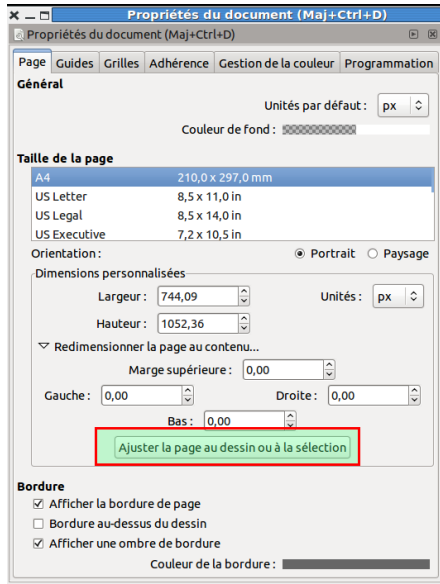 Propriétés du document (Maj+Ctrl+D)
Propriétés du document (Maj+Ctrl+D)
Page Guides Grilles Adhérence Gestion de la couleur Programmation
Général
Unités par défaut : px
Couleur de fond :
Taille de la page
A4 210,0 x 297,0 mm
US Letter 8,5 x 11,0 in
US Legal 8,5 x 14,0 in
US Executive 7,2 x 10,5 in
Orientation : Portrait Paysage
Dimensions personnalisées
Largeur : 744,09 Unités : px
Hauteur : 1052,36
Redimensionner la page au contenu...
Marge supérieure : 0,00
Gauche : 0,00 Droite : 0,00
Bas : 0,00
Ajuster la page au dessin ou à la sélection
Bordure
Afficher la bordure de page
Bordure au-dessus du dessin
Afficher une ombre de bordure
Couleur de la bordure :